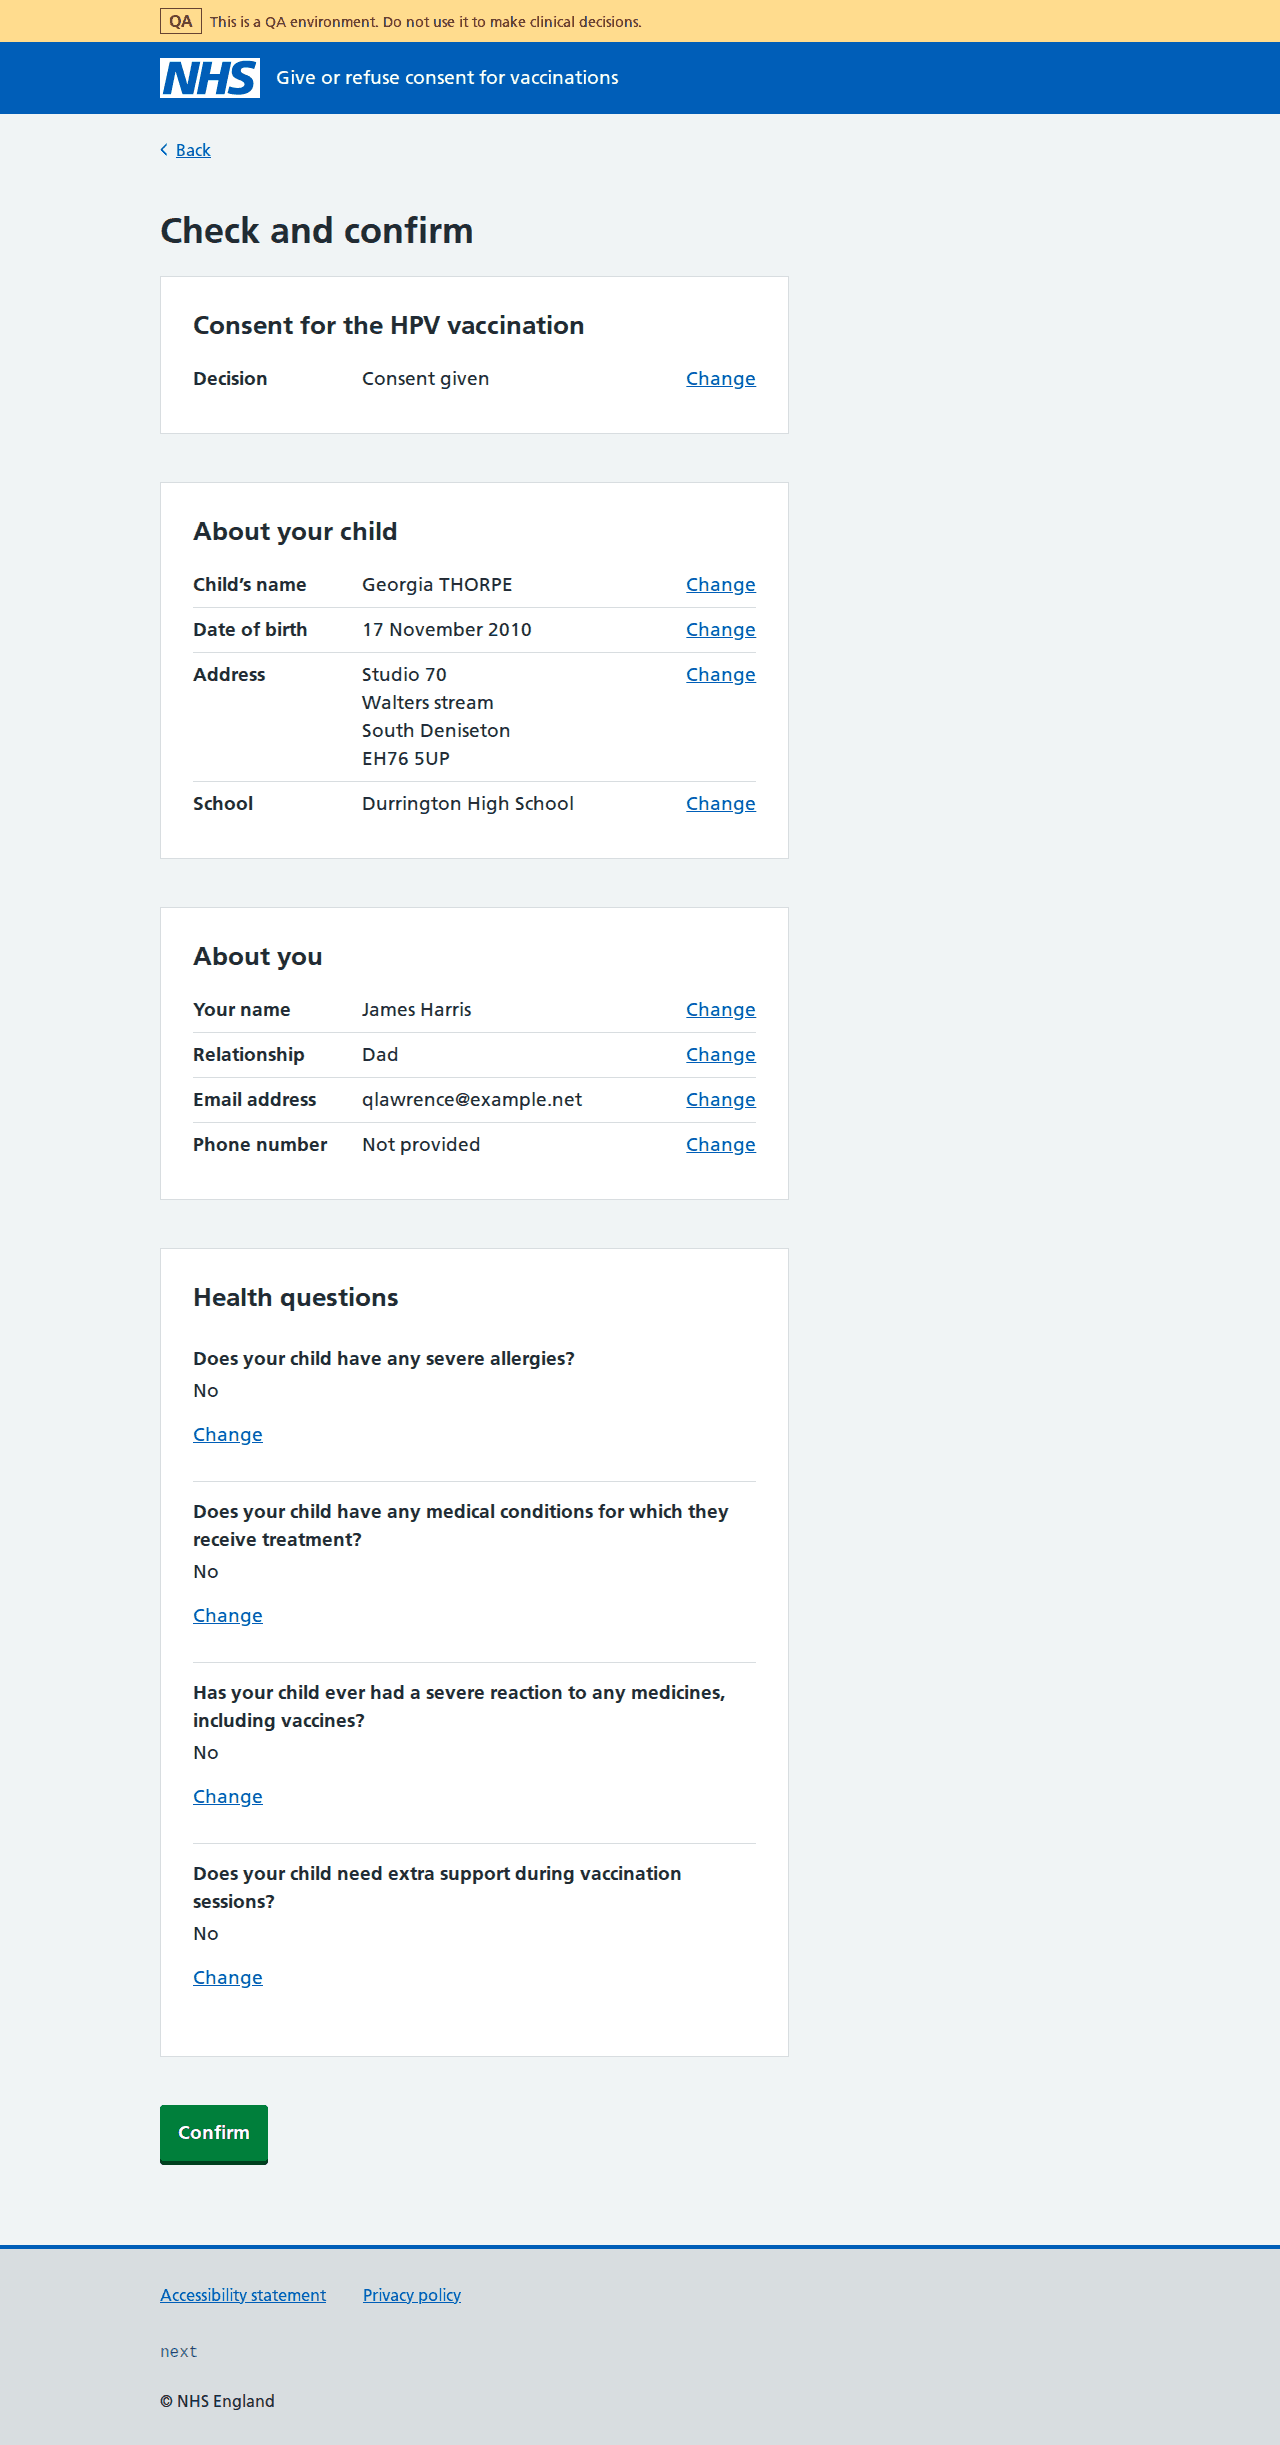 QA This is a QA environment. Do not use it to make clinical decisions.
NHS Give or refuse consent for vaccinations
Back
Check and confirm
Consent for the HPV vaccination
Decision Consent given Change
About your child
Child’s name Georgia THORPE Change
Date of birth 17 November 2010 Change
Address Studio 70 Change
Walters stream
South Deniseton
EH76 5UP
School Durrington High School Change
About you
Your name James Harris Change
Relationship Dad Change
Email address qlawrence@example.net Change
Phone number Not provided Change
Health questions
Does your child have any severe allergies?
No
Change
Does your child have any medical conditions for which they
receive treatment?
No
Change
Has your child ever had a severe reaction to any medicines,
including vaccines?
No
Change
Does your child need extra support during vaccination
sessions?
No
Change
Confirm
Accessibility statement Privacy policy
next
© NHS England